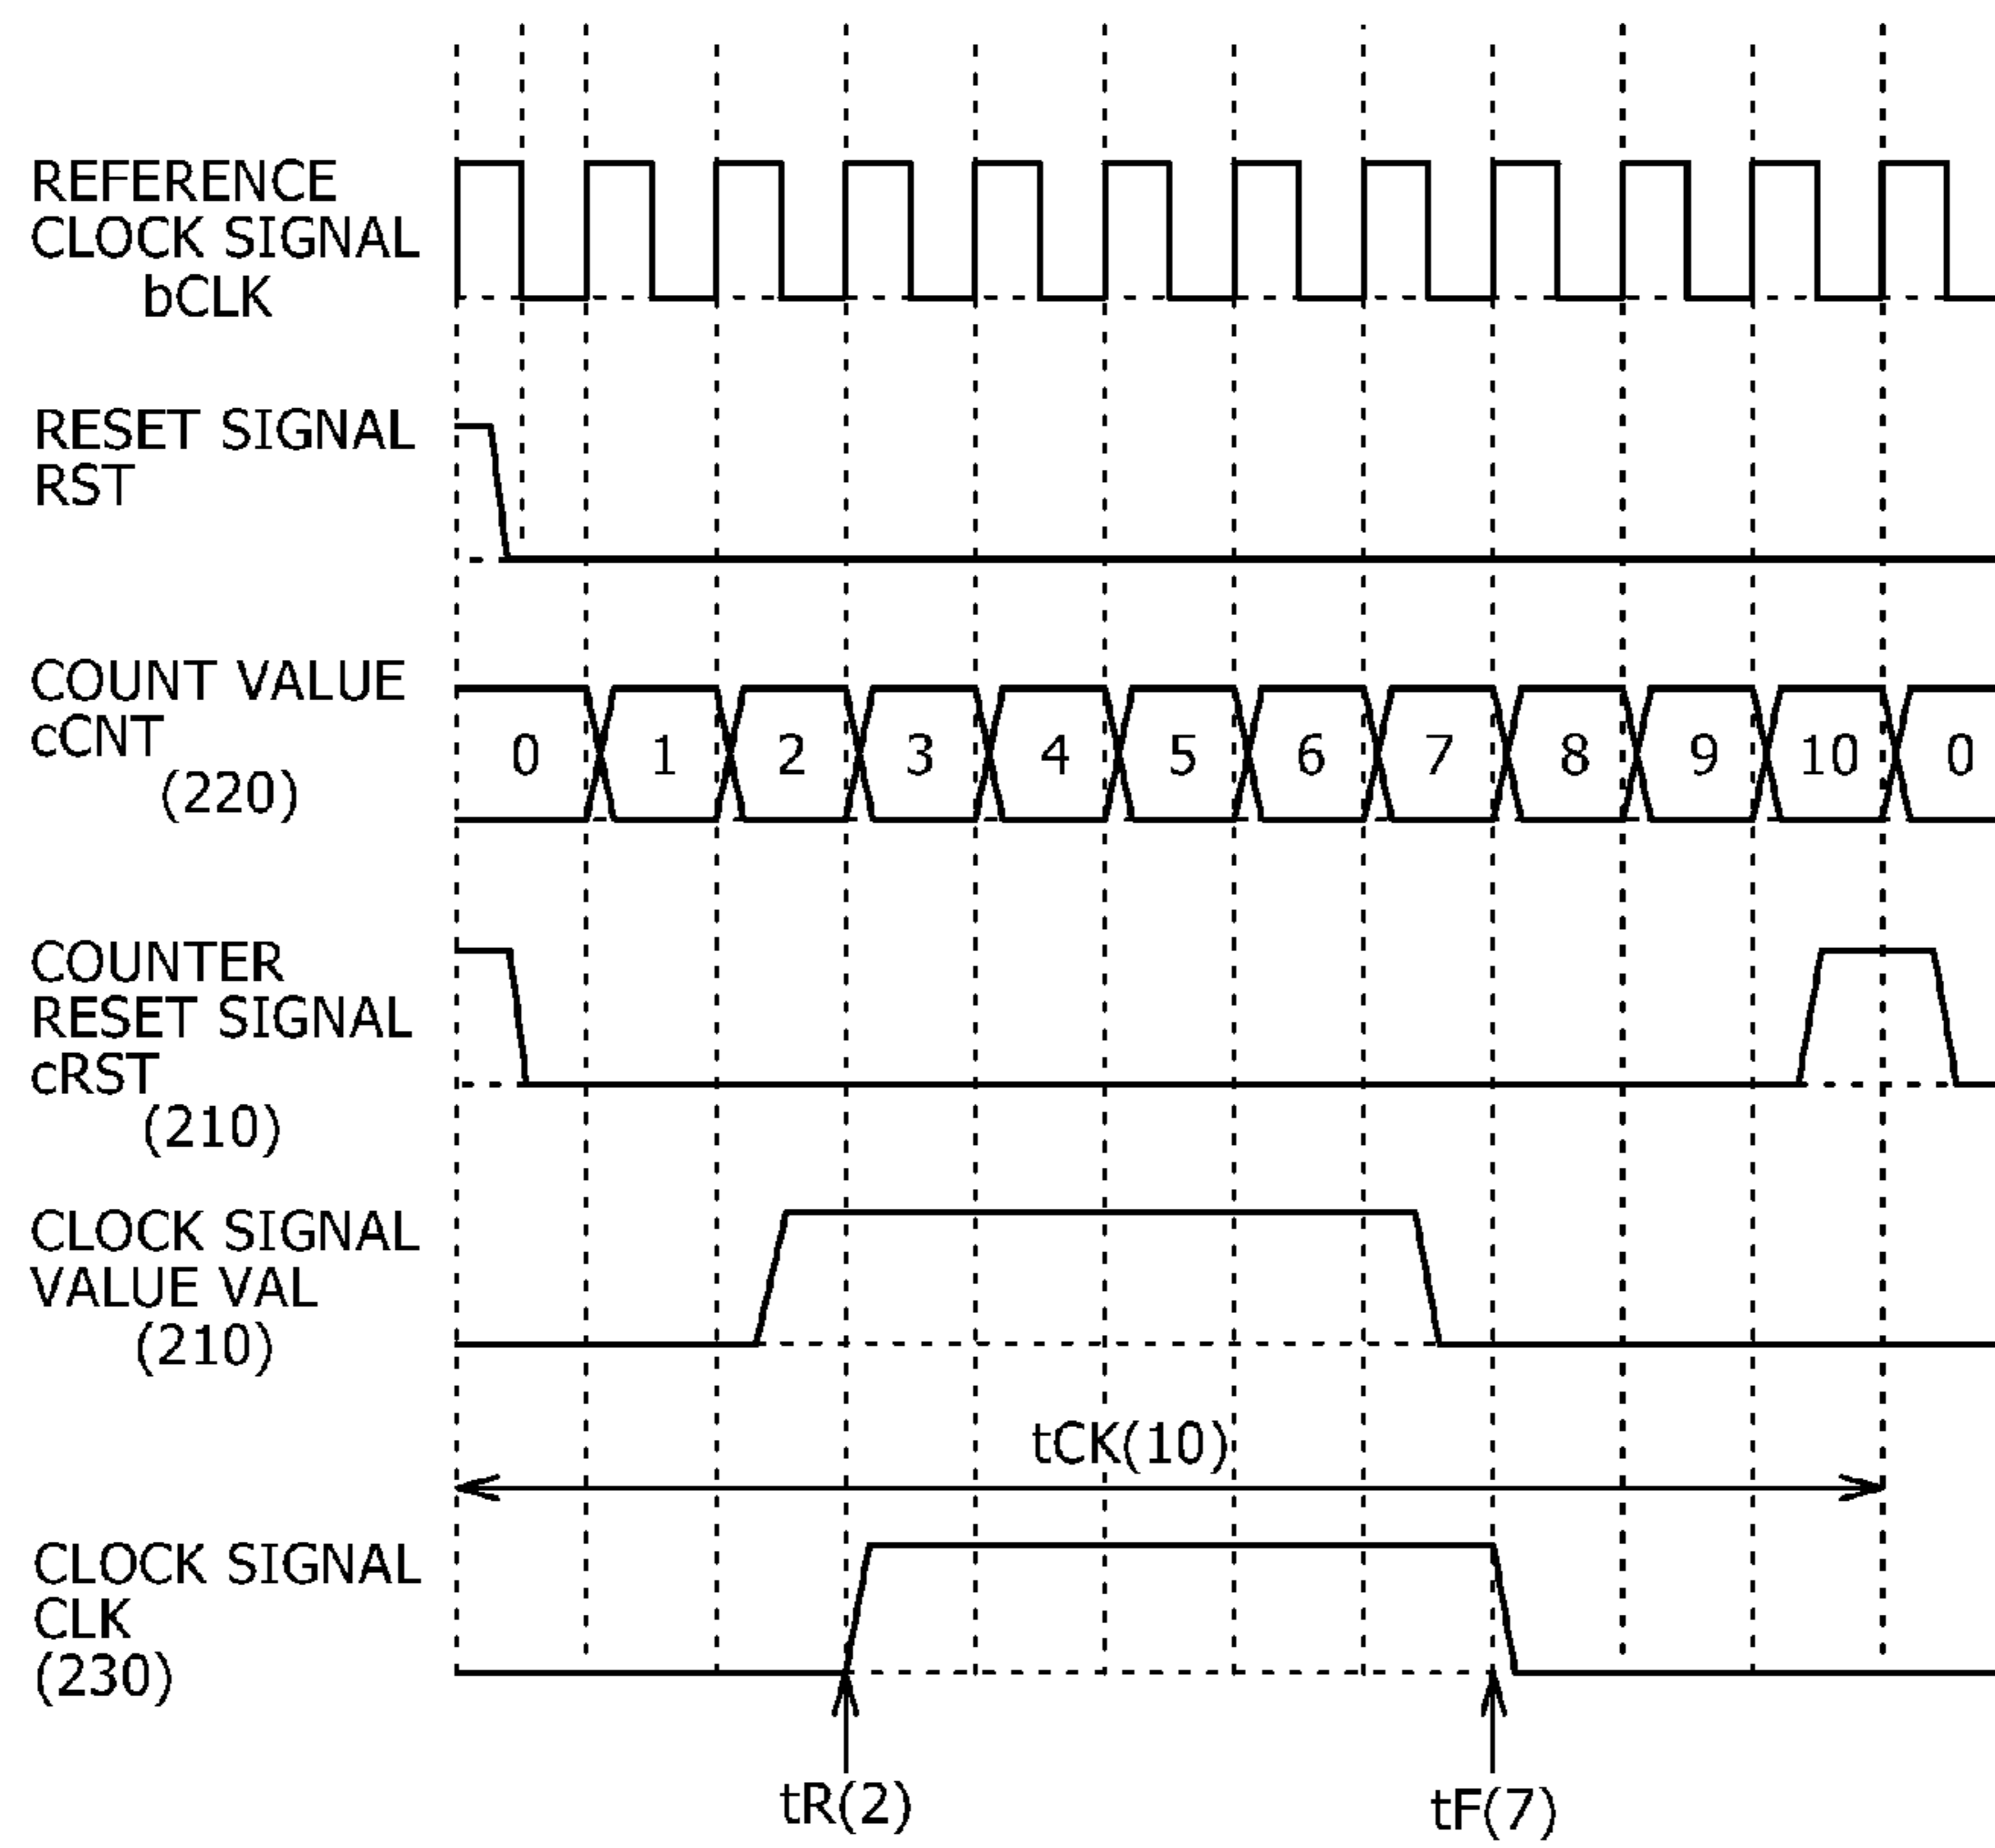 REFERENCE
CLOCK SIGNAL
bCLK
RESET SIGNAL
RST
COUNT VALUE
cCNT
(220)
0 1 2 3 4 5 6 7 8 9 10 0
COUNTER
RESET SIGNAL
cRST
(210)
CLOCK SIGNAL
VALUE VAL
(210)
tCK(10)
CLOCK SIGNAL
CLK
(230)
tR(2)
tF(7)